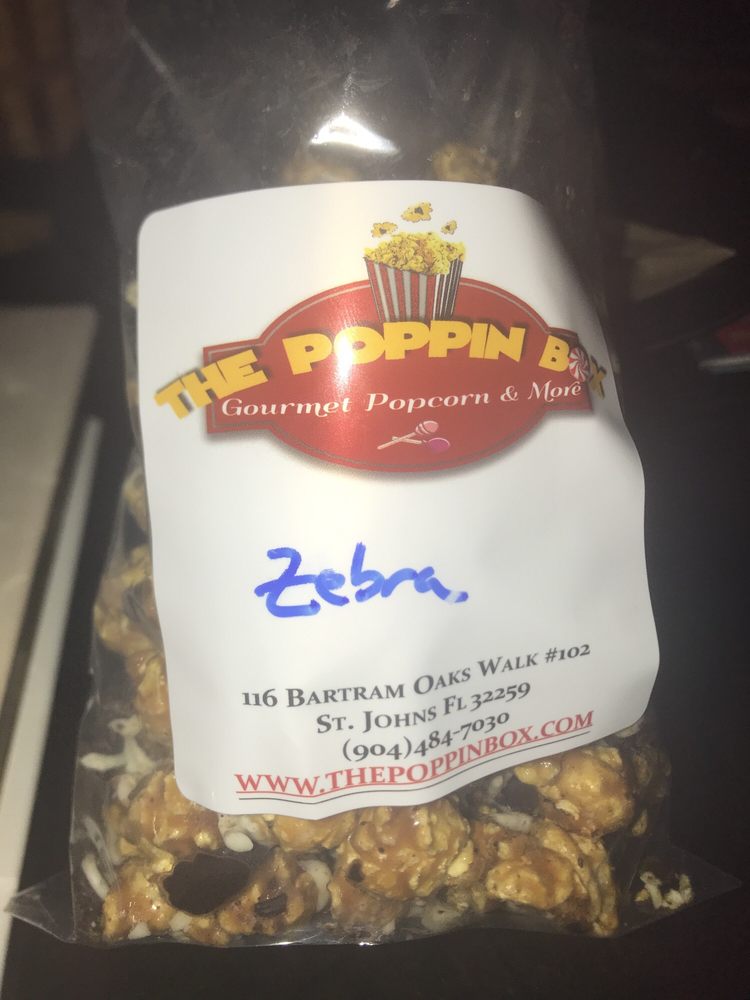 THE POPPIN BOX
Gourmet Popcorn & More
Zebra.
116 BARTRAM OAKS WALK #102
ST. JOHNS FL 32259
(904)484-7030
WWW.THEPOPPINBOX.COM